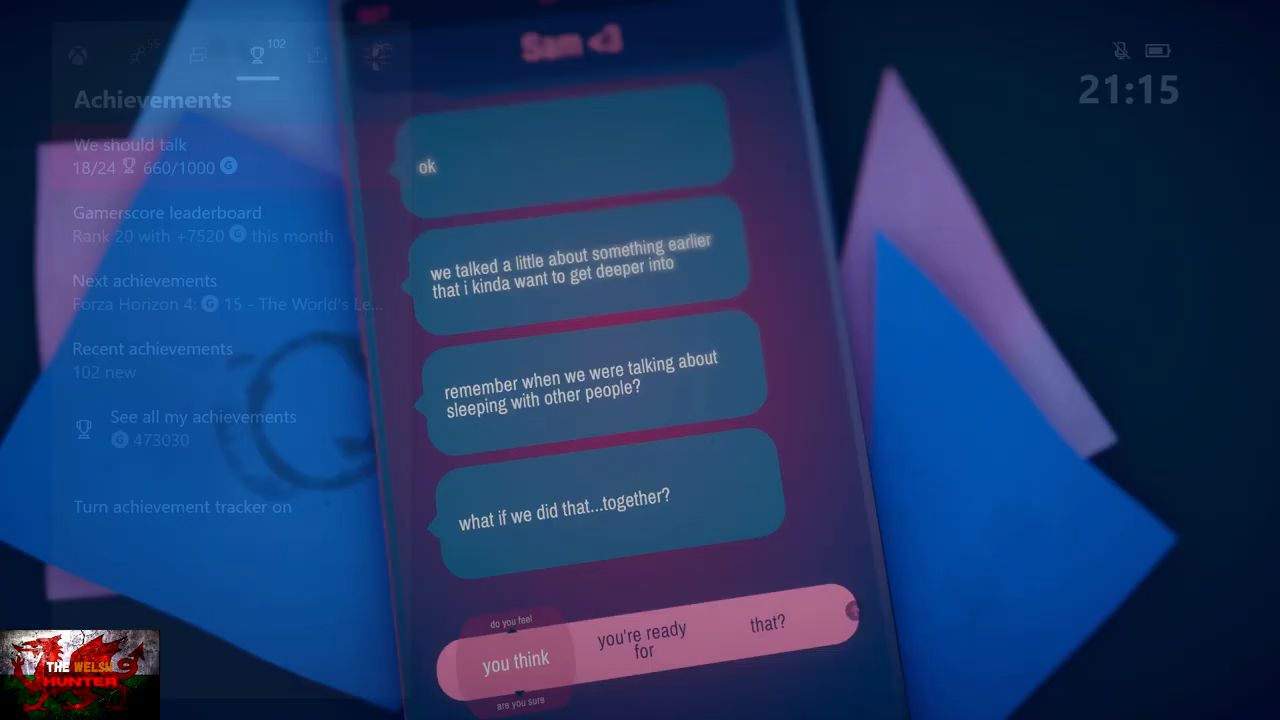 102
21:15
Achievements
We should talk
18/24 660/1000 G
Gamerscore leaderboard
Rank 20 with +7520 G this month
Next achievements
Forza Horizon 4: G 15 - The World's Le...
Recent achievements
102 new
See all my achievements
G 473030
Turn achievement tracker on
Sam <3
ok
we talked a little about something earlier
that i kinda want to get deeper into
remember when we were talking about
sleeping with other people?
what if we did that...together?
do you feel
you think
are you sure
you're ready
for
that?
THE WELSH
HUNTER